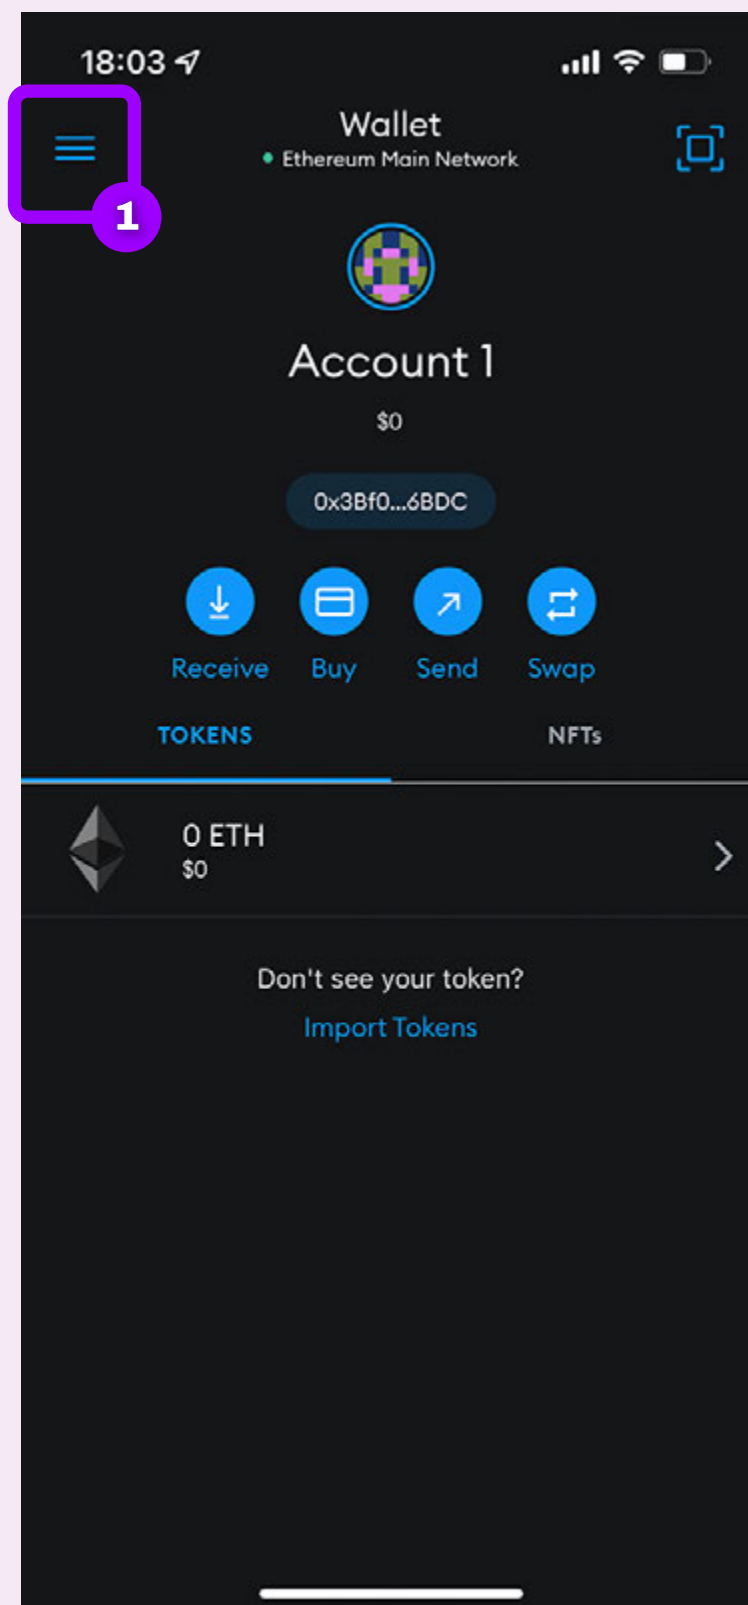 18:03
Wallet
Ethereum Main Network
1
Account 1
$0
0x3Bf0...6BDC
Receive Buy Send Swap
TOKENS NFTs
0 ETH
$0
Don't see your token?
Import Tokens